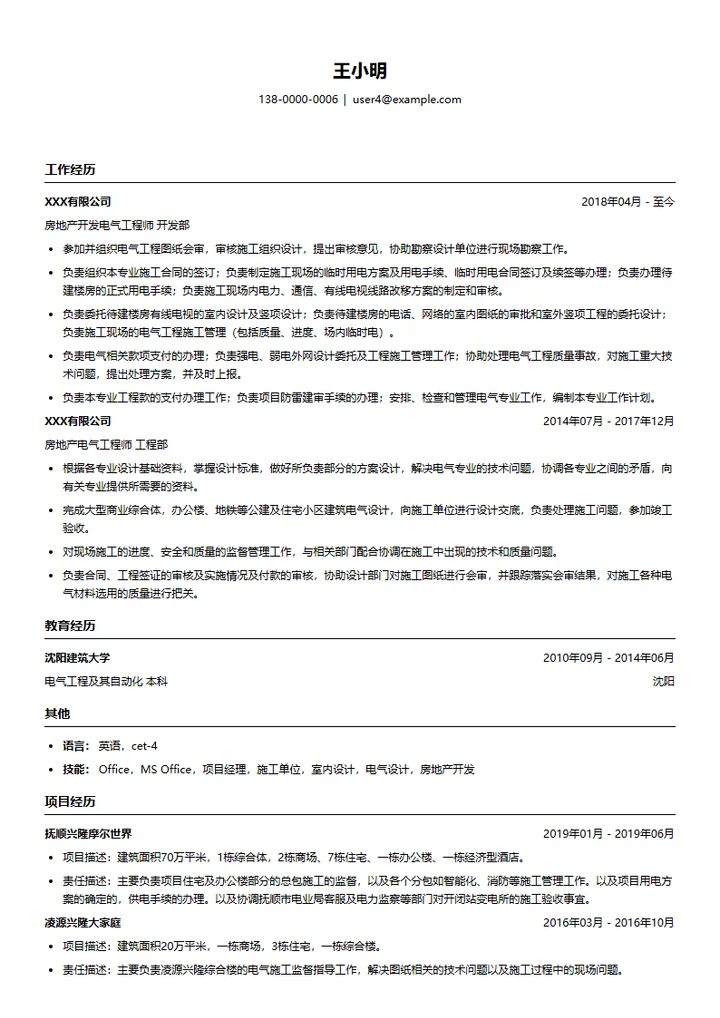 王小明
138-0000-0006 | user4@example.com
工作经历
XXX有限公司 2018年04月 - 至今
房地产开发电气工程师 开发部
• 参加并组织电气工程图纸会审，审核施工组织设计，提出审核意见，协助勘察设计单位进行现场勘察工作。
• 负责组织本专业施工合同的签订；负责制定施工现场的临时用电方案及用电手续、临时用电合同签订及续签等办理；负责办理待
建楼房的正式用电手续；负责施工现场内电力、通信、有线电视线路改移方案的制定和审核。
• 负责委托待建楼房有线电视的室内设计及竖项设计；负责待建楼房的电话、网络的室内图纸的审批和室外竖项工程的委托设计；
负责施工现场的电气工程施工管理（包括质量、进度、场内临时电）。
• 负责电气相关款项支付的办理；负责强电、弱电外网设计委托及工程施工管理工作；协助处理电气工程质量事故，对施工重大技
术问题，提出处理方案，并及时上报。
• 负责本专业工程款的支付办理工作；负责项目防雷建审手续的办理；安排、检查和管理电气专业工作，编制本专业工作计划。
XXX有限公司 2014年07月 - 2017年12月
房地产电气工程师 工程部
• 根据各专业设计基础资料，掌握设计标准，做好所负责部分的方案设计，解决电气专业的技术问题，协调各专业之间的矛盾，向
有关专业提供所需要的资料。
• 完成大型商业综合体，办公楼、地铁等公建及住宅小区建筑电气设计，向施工单位进行设计交底，负责处理施工问题，参加竣工
验收。
• 对现场施工的进度、安全和质量的监督管理工作，与相关部门配合协调在施工中出现的技术和质量问题。
• 负责合同、工程签证的审核及实施情况及付款的审核，协助设计部门对施工图纸进行会审，并跟踪落实会审结果，对施工各种电
气材料选用的质量进行把关。
教育经历
沈阳建筑大学 2010年09月 - 2014年06月
电气工程及其自动化 本科 沈阳
其他
• 语言： 英语，cet-4
• 技能： Office，MS Office，项目经理，施工单位，室内设计，电气设计，房地产开发
项目经历
抚顺兴隆摩尔世界 2019年01月 - 2019年06月
• 项目描述：建筑面积70万平米，1栋综合体，2栋商场、7栋住宅、一栋办公楼、一栋经济型酒店。
• 责任描述：主要负责项目住宅及办公楼部分的总包施工的监督，以及各个分包如智能化、消防等施工管理工作。以及项目用电方
案的确定的，供电手续的办理。以及协调抚顺市电业局客服及电力监察等部门对开闭站变电所的施工验收事宜。
凌源兴隆大家庭 2016年03月 - 2016年10月
• 项目描述：建筑面积20万平米，一栋商场，3栋住宅，一栋综合楼。
• 责任描述：主要负责凌源兴隆综合楼的电气施工监督指导工作，解决图纸相关的技术问题以及施工过程中的现场问题。